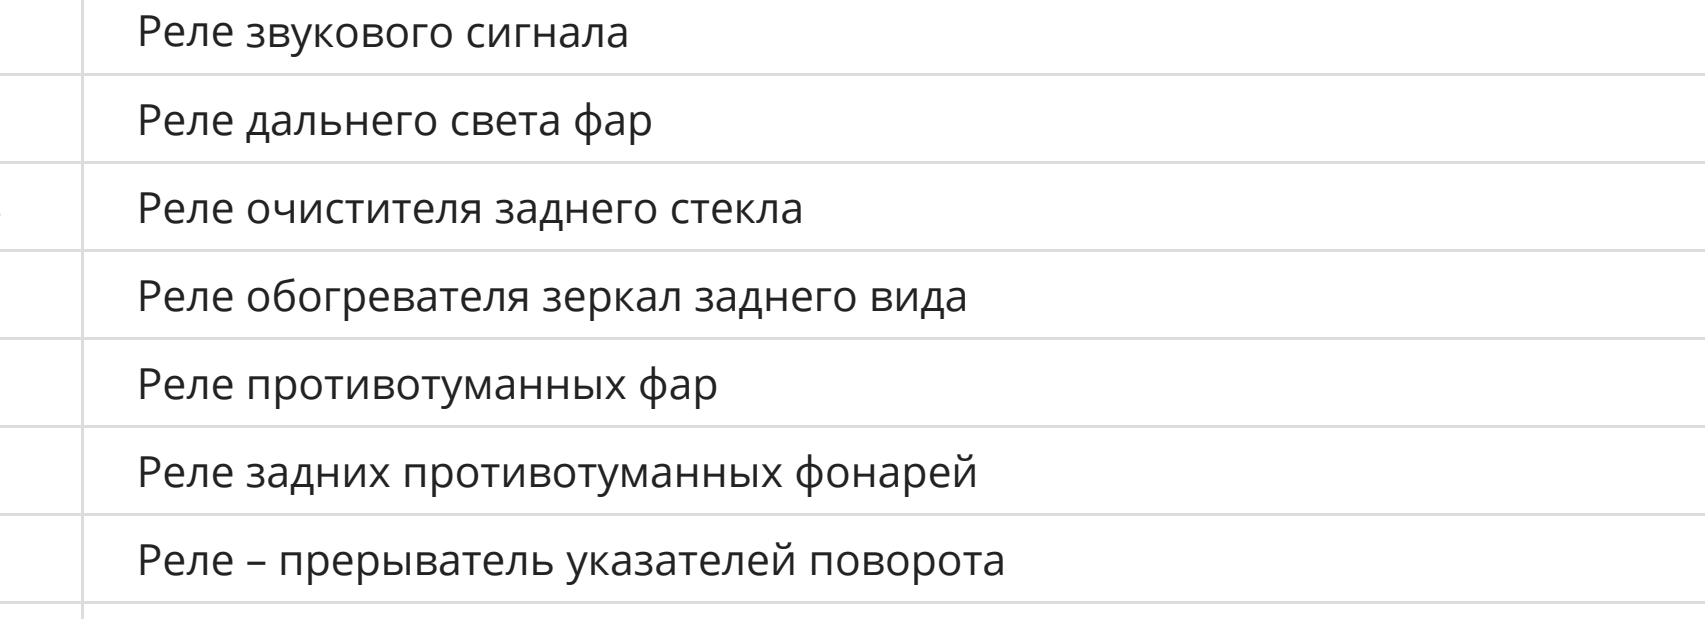 Реле звукового сигнала
Реле дальнего света фар
Реле очистителя заднего стекла
Реле обогревателя зеркал заднего вида
Реле противотуманных фар
Реле задних противотуманных фонарей
Реле – прерыватель указателей поворота